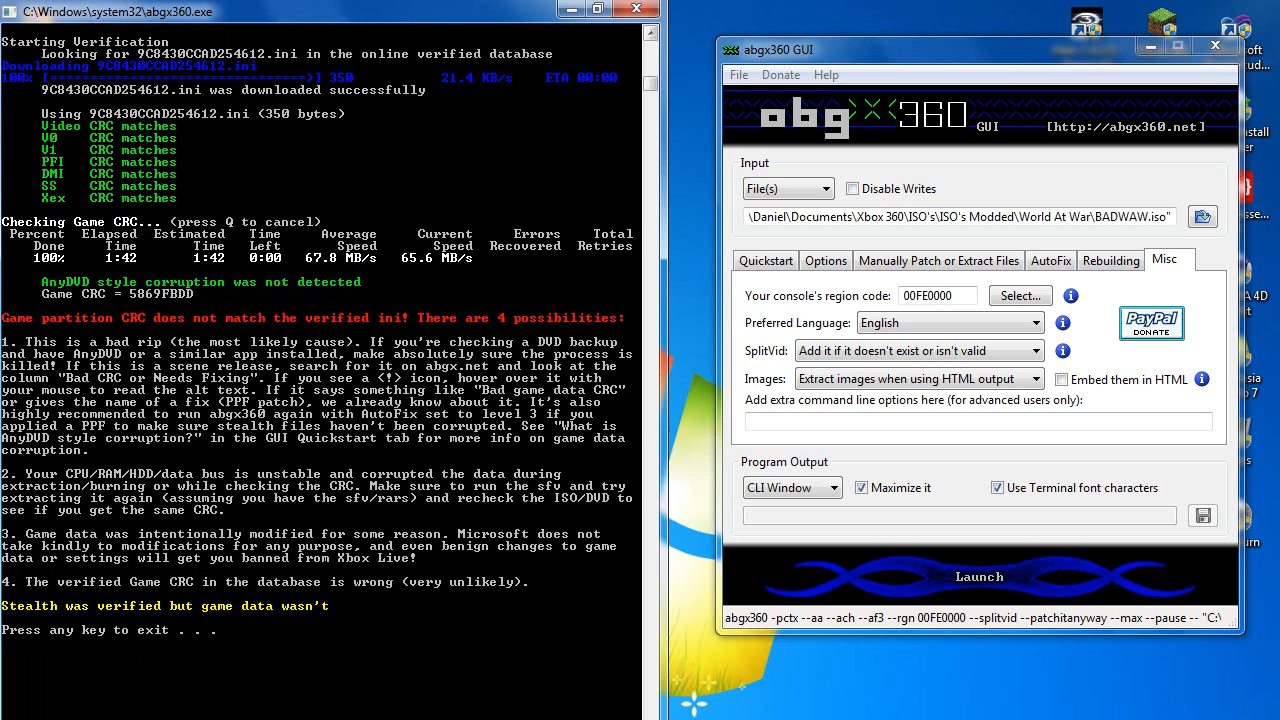 C:\Windows\system32\abgx360.exe
Starting Verification
Looking for 9C8430CCAD254612.ini in the online verified database
Downloading 9C8430CCAD254612.ini
100% [================================>] 350 21.4 KB/s ETA 00:00
9C8430CCAD254612.ini was downloaded successfully
Using 9C8430CCAD254612.ini (350 bytes)
Video CRC matches
V0 CRC matches
V1 CRC matches
PFI CRC matches
DMI CRC matches
SS CRC matches
Xex CRC matches
Checking Game CRC... (press Q to cancel)
Percent Elapsed Estimated Time Average Current Errors Total
Done Time Time Left Speed Speed Recovered Retries
100% 1:42 1:42 0:00 67.8 MB/s 65.6 MB/s
AnyDVD style corruption was not detected
Game CRC = 5869FBDD
Game partition CRC does not match the verified ini! There are 4 possibilities:
1. This is a bad rip (the most likely cause). If you're checking a DVD backup
and have AnyDVD or a similar app installed, make absolutely sure the process is
killed! If this is a scene release, search for it on abgx.net and look at the
column "Bad CRC or Needs Fixing". If you see a <!> icon, hover over it with
your mouse to read the alt text. If it says something like "Bad game data CRC"
or gives the name of a fix (PPF patch), we already know about it. It's also
highly recommended to run abgx360 again with AutoFix set to level 3 if you
applied a PPF to make sure stealth files haven't been corrupted. See "What is
AnyDVD style corruption?" in the GUI Quickstart tab for more info on game data
corruption.
2. Your CPU/RAM/HDD/data bus is unstable and corrupted the data during
extraction/burning or while checking the CRC. Make sure to run the sfv and try
extracting it again (assuming you have the sfv/rars) and recheck the ISO/DVD to
see if you get the same CRC.
3. Game data was intentionally modified for some reason. Microsoft does not
take kindly to modifications for any purpose, and even benign changes to game
data or settings will get you banned from Xbox Live!
4. The verified Game CRC in the database is wrong (very unlikely).
Stealth was verified but game data wasn't
Press any key to exit . . .
abgx360 GUI
File Donate Help
abgx360 GUI [http://abgx360.net]
Input
File(s) Disable Writes
\Daniel\Documents\Xbox 360\ISO's\ISO's Modded\World At War\BADWAW.iso"
Quickstart Options Manually Patch or Extract Files AutoFix Rebuilding Misc
Your console's region code: 00FE0000 Select...
PayPal
DONATE
Preferred Language: English
SplitVid: Add it if it doesn't exist or isn't valid
Images: Extract images when using HTML output Embed them in HTML
Add extra command line options here (for advanced users only):
Program Output
CLI Window Maximize it Use Terminal font characters
Launch
abgx360 -pctx --aa --ach --af3 --rgn 00FE0000 --splitvid --patchitanyway --max --pause -- "C:\